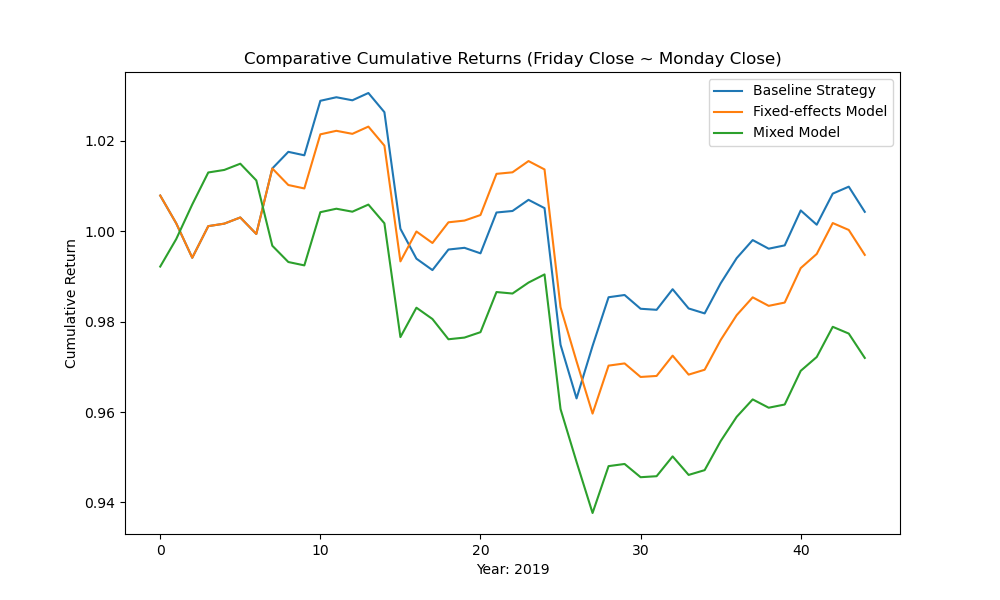 Comparative Cumulative Returns (Friday Close ~ Monday Close)
Baseline Strategy
Fixed-effects Model
Mixed Model
Cumulative Return
1.02
1.00
0.98
0.96
0.94
0 10 20 30 40
Year: 2019